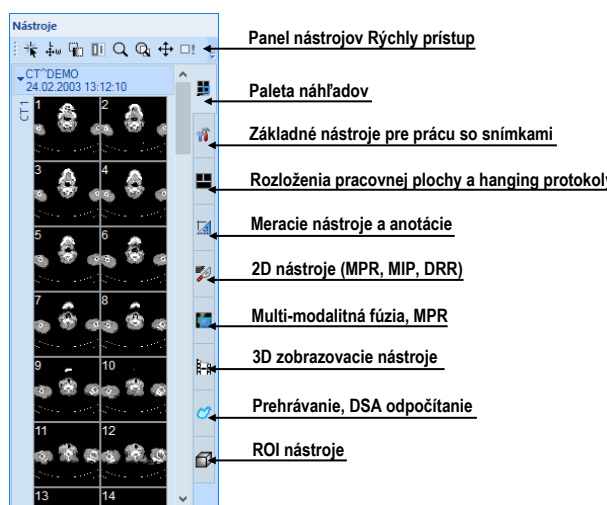 Nástroje
Panel nástrojov Rýchly prístup
CT^DEMO
24.02.2003 13:12:10
CT 1
1 2
3 4
5 6
7 8
9 10
11 12
13 14
Paleta náhľadov
Základné nástroje pre prácu so snímkami
Rozloženia pracovnej plochy a hanging protokoly
Meracie nástroje a anotácie
2D nástroje (MPR, MIP, DRR)
Multi-modalitná fúzia, MPR
3D zobrazovacie nástroje
Prehrávanie, DSA odpočítanie
ROI nástroje